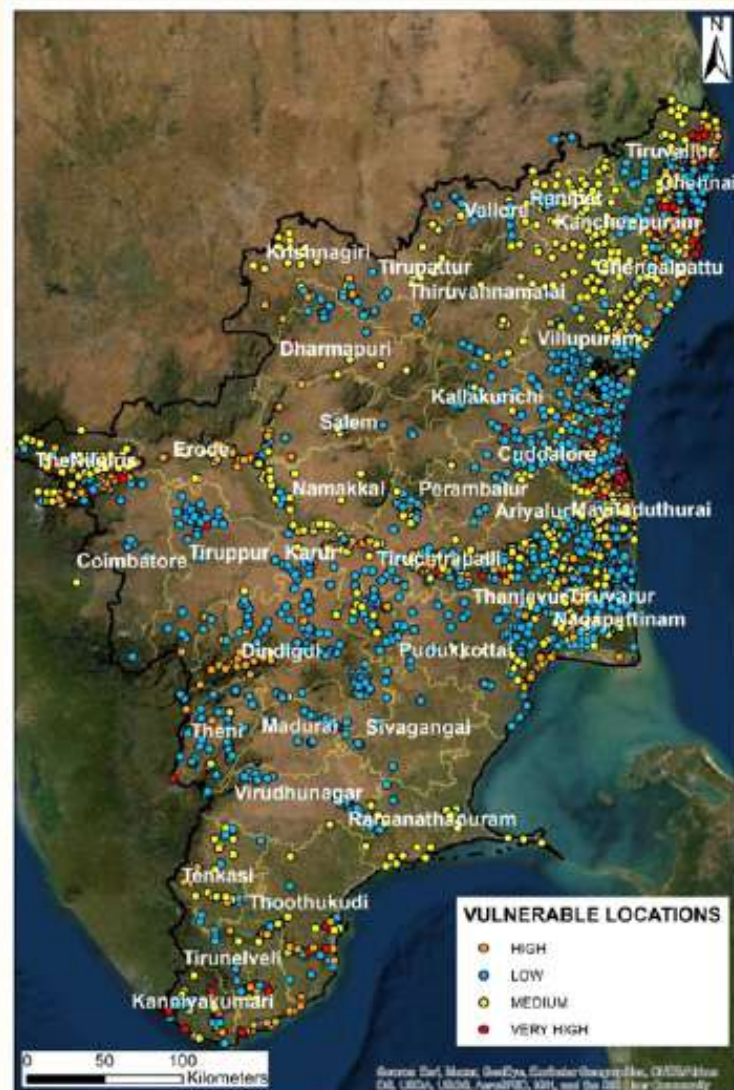 N
Tiruvallur
Chennai
Ranipet
Vellore
Kancheepuram
Krishnagiri
Tirupattur
Chengalpattu
Thiruvannamalai
Villupuram
Dharmapuri
Kallakurichi
Salem
Erode
Cuddalore
TheNilgiris
Namakkal
Perambalur
Ariyalur
Mayiladuthurai
Coimbatore
Tiruppur
Karur
Tiruchirapalli
Thanjavur
Tiruvarur
Nagapattinam
Dindigul
Pudukkottai
Theni
Madurai
Sivagangai
Virudhunagar
Ramanathapuram
Tenkasi
Thoothukudi
Tirunelveli
Kanniyakumari
VULNERABLE LOCATIONS
HIGH
LOW
MEDIUM
VERY HIGH
0 50 100
Kilometers